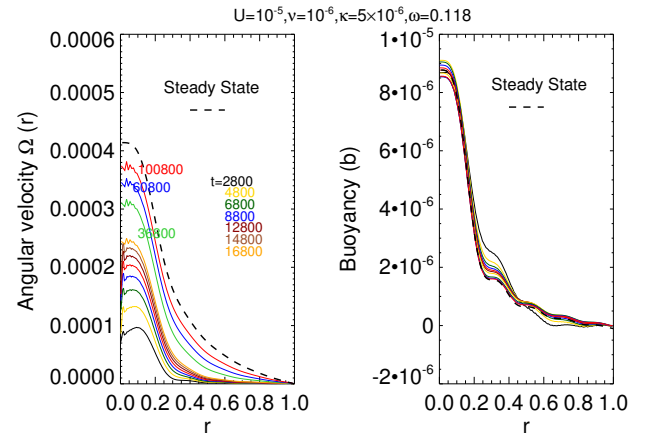 U=10⁻⁵,ν=10⁻⁶,κ=5×10⁻⁶,ω=0.118
Angular velocity Ω (r)
0.0006
0.0005
0.0004
0.0003
0.0002
0.0001
0.0000
Steady State
100800
60800
36800
t=2800
4800
6800
8800
12800
14800
16800
0.0 0.2 0.4 0.6 0.8 1.0
r
Buoyancy (b)
1•10⁻⁵
8•10⁻⁶
6•10⁻⁶
4•10⁻⁶
2•10⁻⁶
0
-2•10⁻⁶
Steady State
0.0 0.2 0.4 0.6 0.8 1.0
r